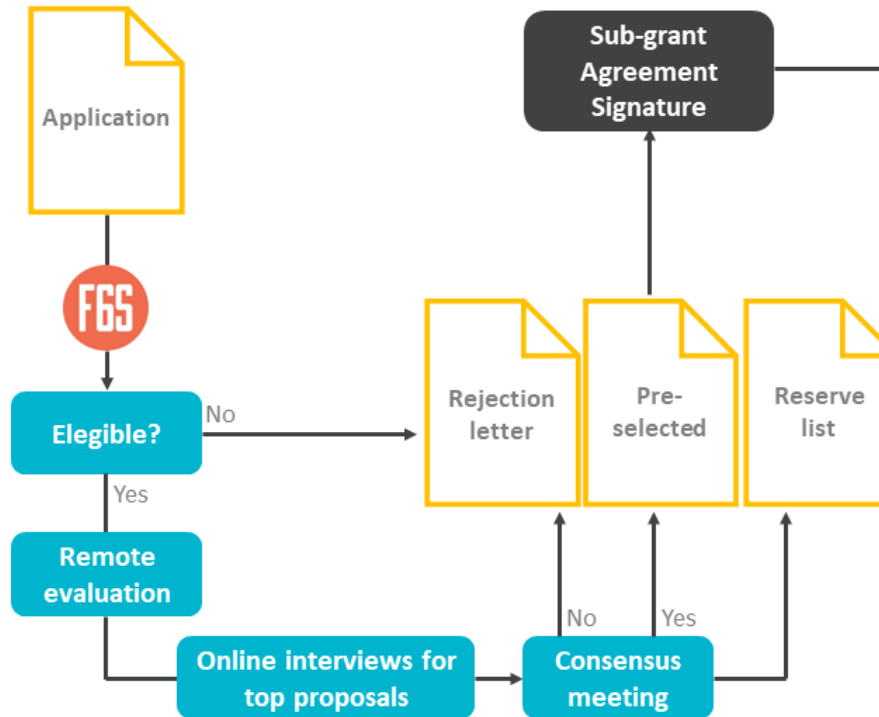 Application
F6S
Elegible?
No
Yes
Remote
evaluation
Online interviews for
top proposals
Consensus
meeting
No
Yes
Rejection
letter
Pre-
selected
Reserve
list
Sub-grant
Agreement
Signature